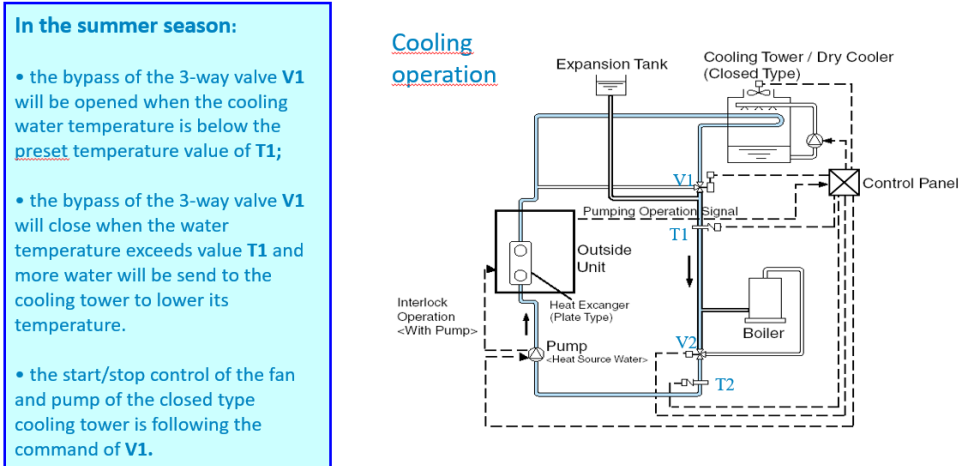 In the summer season:
• the bypass of the 3-way valve V1
will be opened when the cooling
water temperature is below the
preset temperature value of T1;
• the bypass of the 3-way valve V1
will close when the water
temperature exceeds value T1 and
more water will be send to the
cooling tower to lower its
temperature.
• the start/stop control of the fan
and pump of the closed type
cooling tower is following the
command of V1.
Cooling
operation
Expansion Tank
Cooling Tower / Dry Cooler
(Closed Type)
V1
Control Panel
Pumping Operation Signal
T1
Outside
Unit
Heat Excanger
(Plate Type)
Interlock
Operation
<With Pump>
Boiler
Pump
<Heat Source Water>
V2
T2